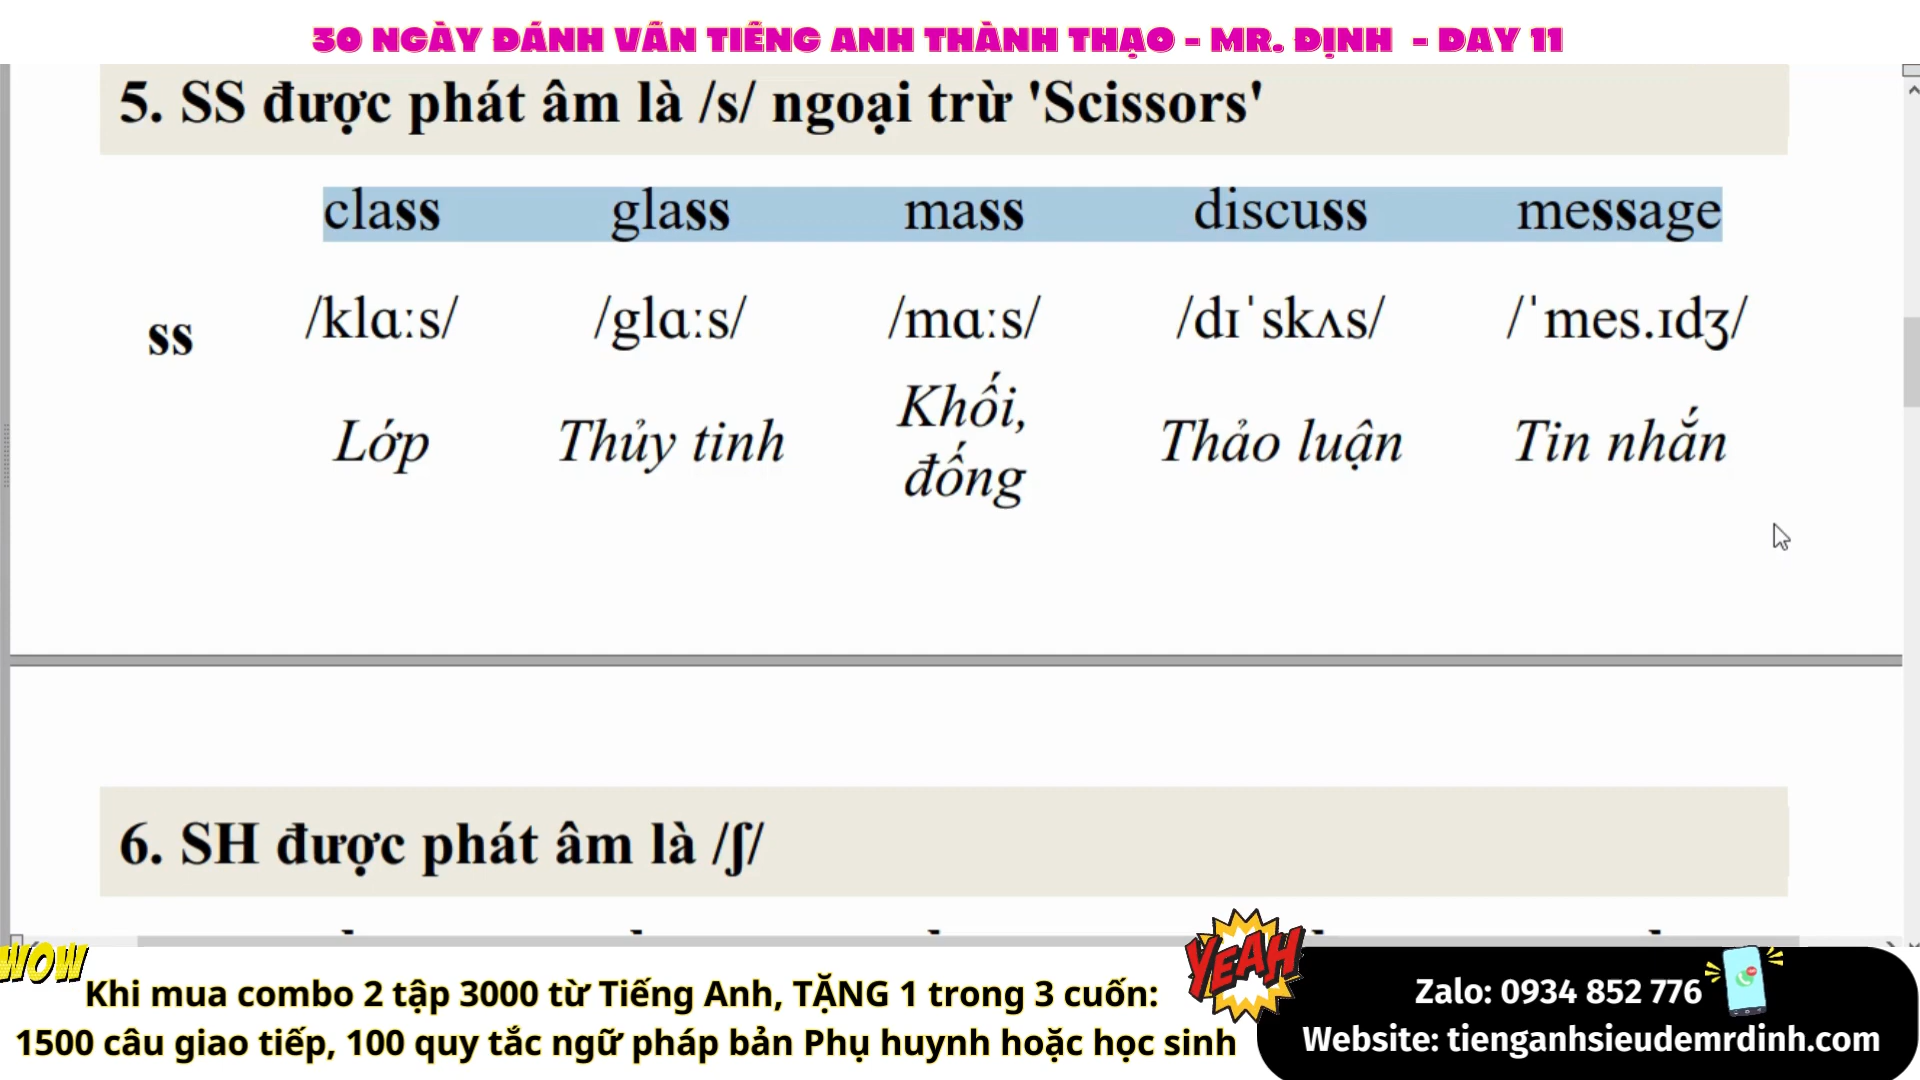 30 NGÀY ĐÁNH VẦN TIẾNG ANH THÀNH THẠO - MR. ĐỊNH - DAY 11
5. SS được phát âm là /s/ ngoại trừ 'Scissors'
class glass mass discuss message
ss /klɑːs/ /glɑːs/ /mɑːs/ /dɪˈskʌs/ /ˈmes.ɪdʒ/
Lớp Thủy tinh Khối, đống Thảo luận Tin nhắn
6. SH được phát âm là /ʃ/
WOW
Khi mua combo 2 tập 3000 từ Tiếng Anh, TẶNG 1 trong 3 cuốn:
1500 câu giao tiếp, 100 quy tắc ngữ pháp bản Phụ huynh hoặc học sinh
YEAH
Zalo: 0934 852 776
Website: tienganhsieudemrdinh.com